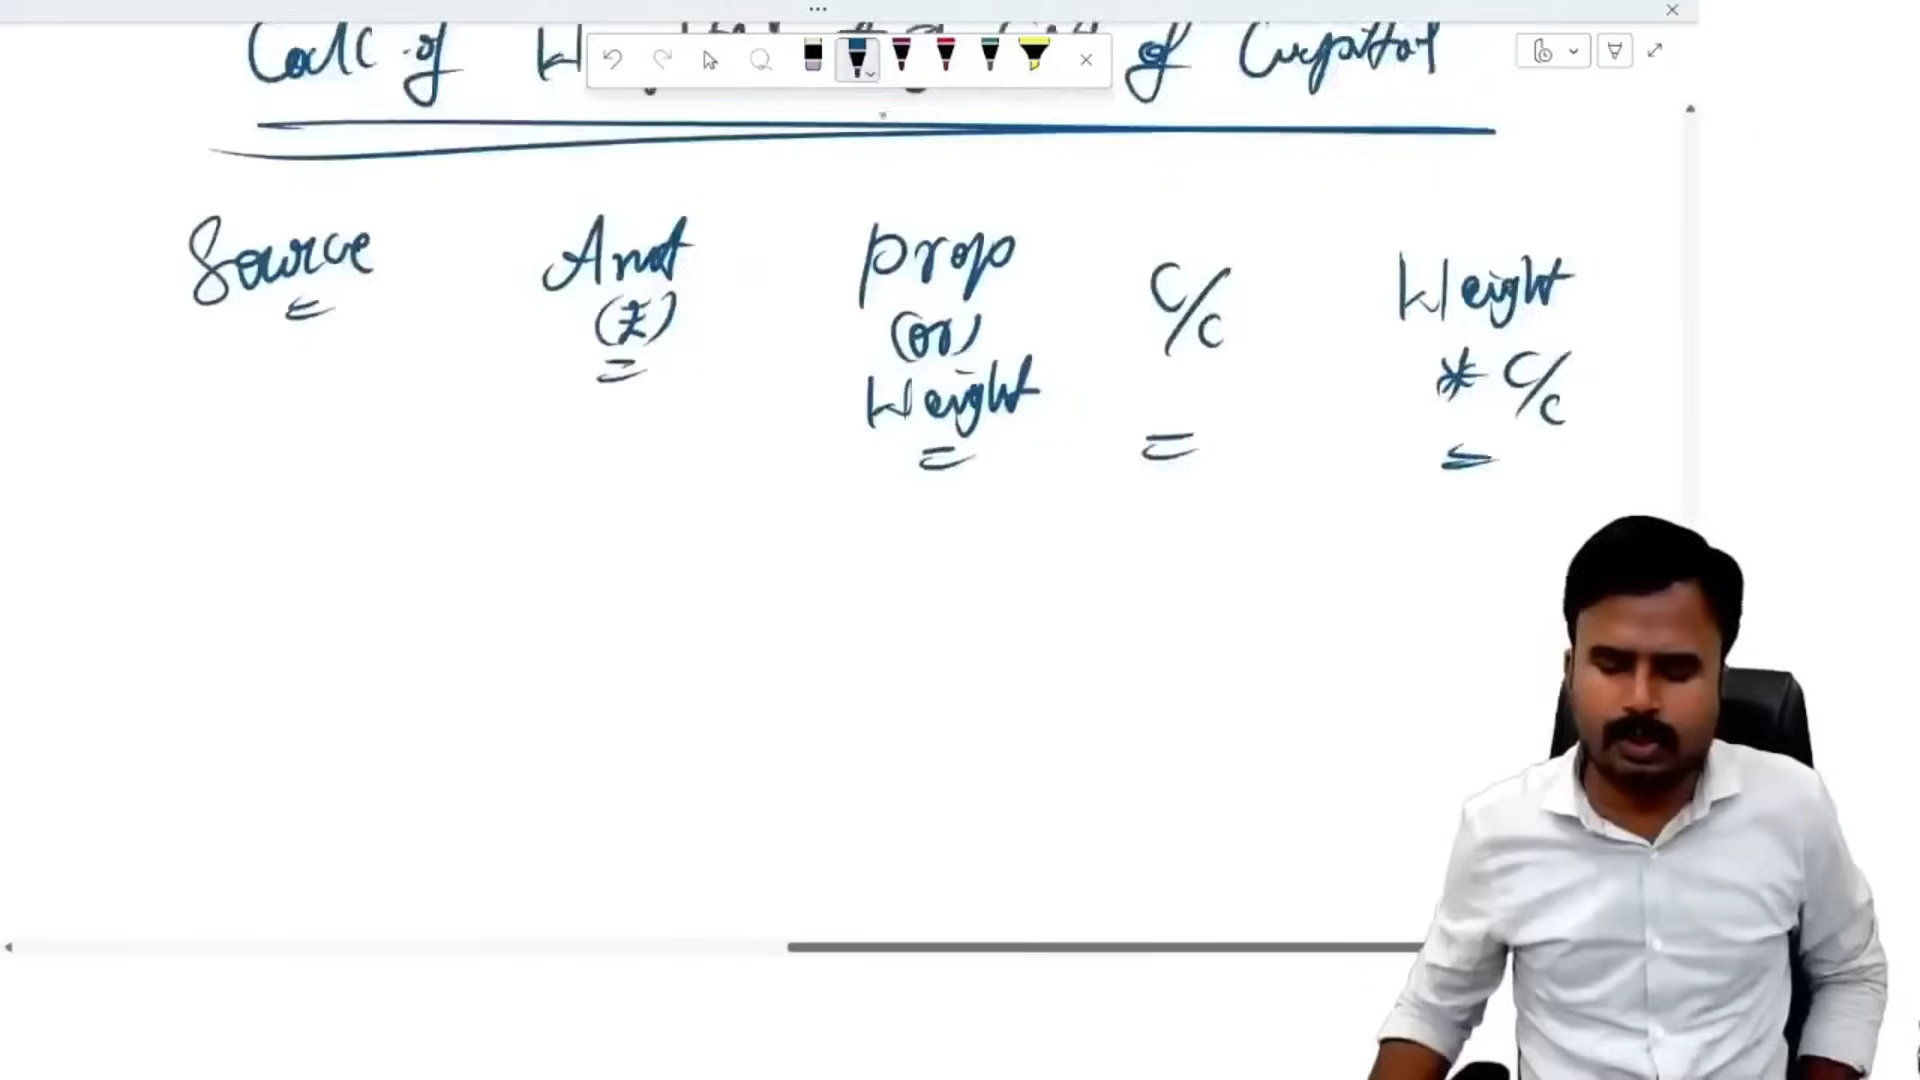 Calc of of Capital
Source Amt Prop C/C Weight
(₹) (or) * C/C
Weight